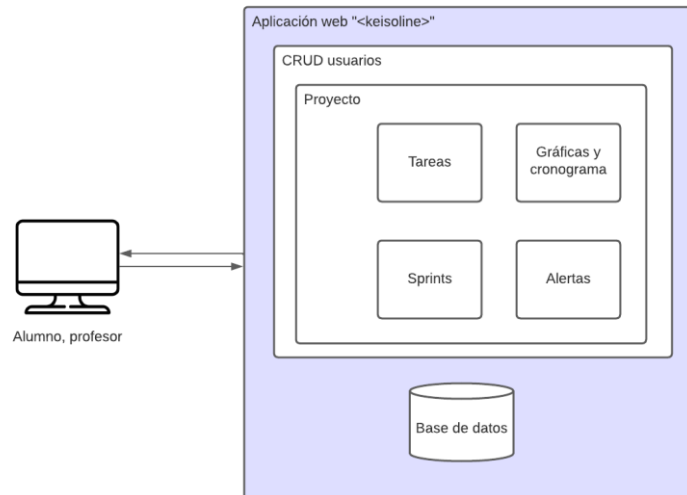 Aplicación web "<keisoline>"
CRUD usuarios
Proyecto
Tareas
Gráficas y
cronograma
Sprints
Alertas
Alumno, profesor
Base de datos